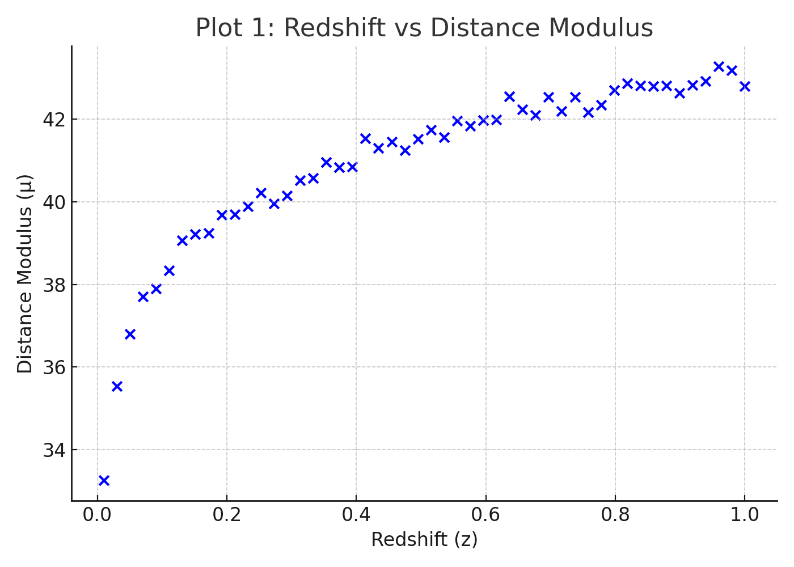 Plot 1: Redshift vs Distance Modulus
Distance Modulus (μ)
42
40
38
36
34
0.0 0.2 0.4 0.6 0.8 1.0
Redshift (z)